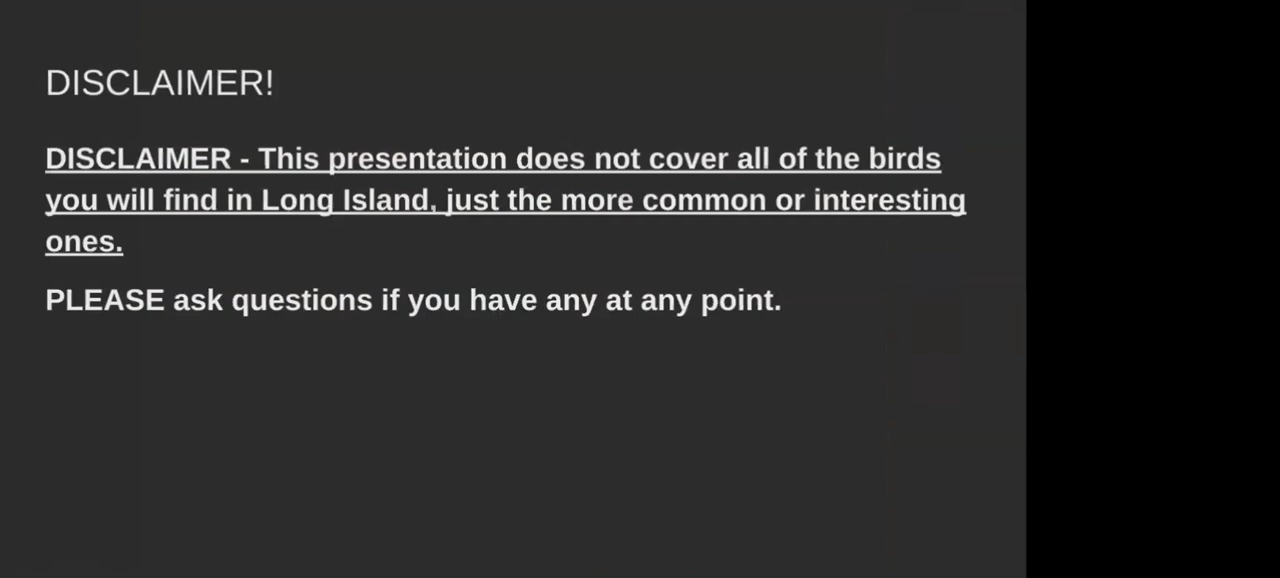 DISCLAIMER!
DISCLAIMER - This presentation does not cover all of the birds
you will find in Long Island, just the more common or interesting
ones.
PLEASE ask questions if you have any at any point.